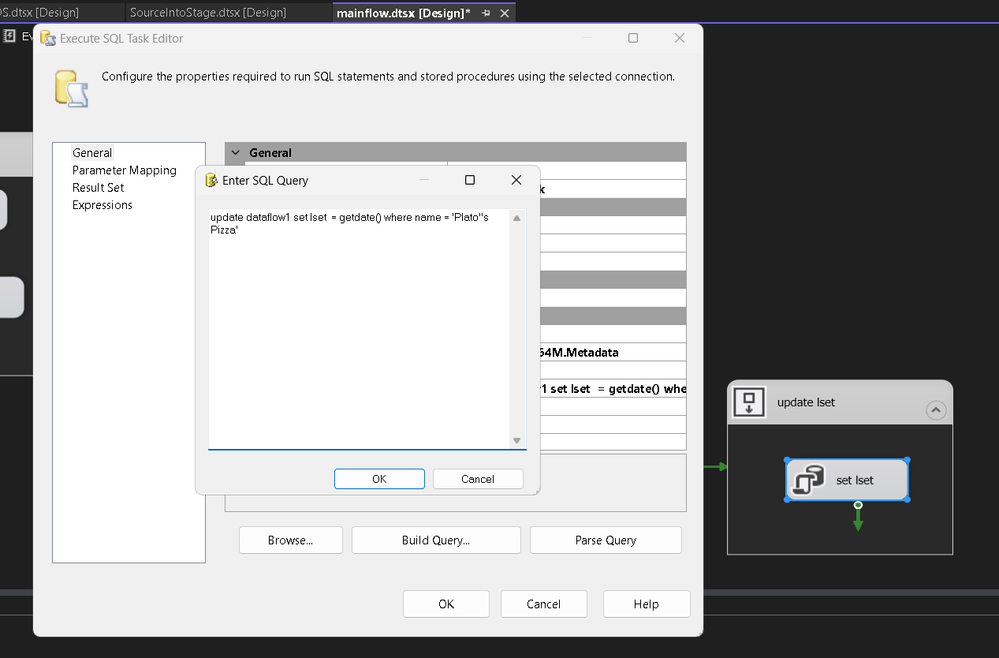 OS.dtsx [Design]
SourceIntoStage.dtsx [Design]
mainflow.dtsx [Design]*
Execute SQL Task Editor
Configure the properties required to run SQL statements and stored procedures using the selected connection.
General
Parameter Mapping
Result Set
Expressions
General
Enter SQL Query
update dataflow1 set lset  = getdate() where name = 'Plato''s
Pizza'
64M.Metadata
1 set lset  = getdate() whe
OK
Cancel
Browse...
Build Query...
Parse Query
OK
Cancel
Help
update lset
set lset